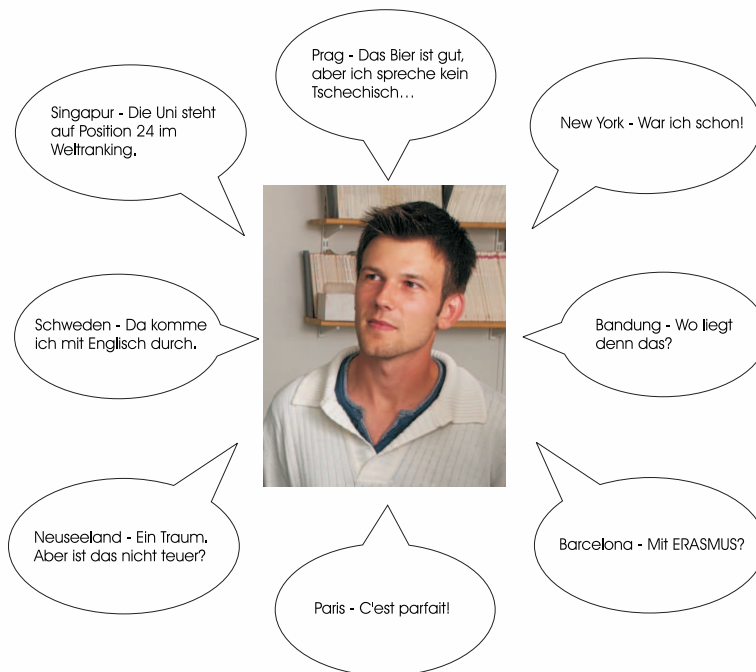 Prag - Das Bier ist gut,
aber ich spreche kein
Tschechisch...
Singapur - Die Uni steht
auf Position 24 im
Weltranking.
New York - War ich schon!
Schweden - Da komme
ich mit Englisch durch.
Bandung - Wo liegt
denn das?
Neuseeland - Ein Traum.
Aber ist das nicht teuer?
Barcelona - Mit ERASMUS?
Paris - C'est parfait!